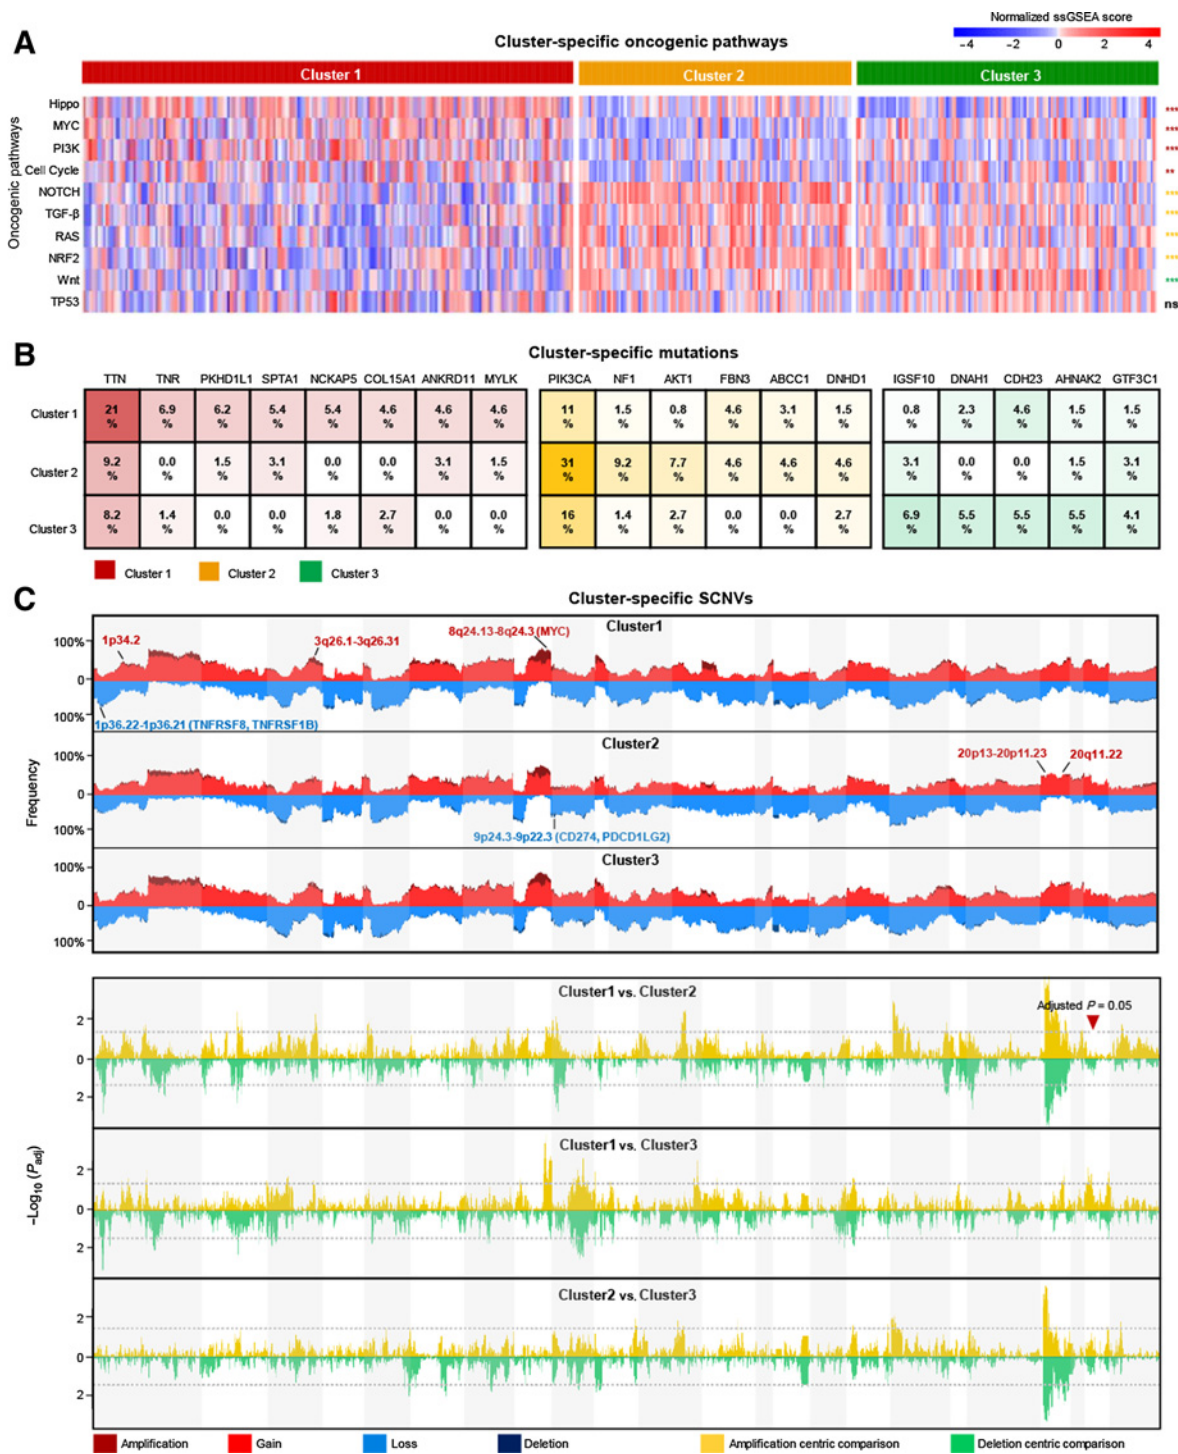 Normalized ssGSEA score
A
Cluster-specific oncogenic pathways
−4 −2 0 2 4
Cluster 1 Cluster 2 Cluster 3
Oncogenic pathways
Hippo ***
MYC ***
PI3K ***
Cell Cycle **
NOTCH ***
TGF-β ***
RAS ***
NRF2 ***
Wnt ***
TP53 ns
B
Cluster-specific mutations
TTN TNR PKHD1L1 SPTA1 NCKAP5 COL15A1 ANKRD11 MYLK PIK3CA NF1 AKT1 FBN3 ABCC1 DNHD1 IGSF10 DNAH1 CDH23 AHNAK2 GTF3C1
Cluster 1 21 % 6.9 % 6.2 % 5.4 % 5.4 % 4.6 % 4.6 % 4.6 % 11 % 1.5 % 0.8 % 4.6 % 3.1 % 1.5 % 0.8 % 2.3 % 4.6 % 1.5 % 1.5 %
Cluster 2 9.2 % 0.0 % 1.5 % 3.1 % 0.0 % 0.0 % 3.1 % 1.5 % 31 % 9.2 % 7.7 % 4.6 % 4.6 % 4.6 % 3.1 % 0.0 % 0.0 % 1.5 % 3.1 %
Cluster 3 8.2 % 1.4 % 0.0 % 0.0 % 1.8 % 2.7 % 0.0 % 0.0 % 16 % 1.4 % 2.7 % 0.0 % 0.0 % 2.7 % 6.9 % 5.5 % 5.5 % 5.5 % 4.1 %
Cluster 1 Cluster 2 Cluster 3
C
Cluster-specific SCNVs
Cluster1
8q24.13-8q24.3 (MYC)
1p34.2 3q26.1-3q26.31
100%
0
100%
1p36.22-1p36.21 (TNFRSF8, TNFRSF1B)
Cluster2
20p13-20p11.23 20q11.22
100%
0
100%
9p24.3-9p22.3 (CD274, PDCD1LG2)
Frequency
Cluster3
100%
0
100%
Cluster1 vs. Cluster2
Adjusted P = 0.05
2
0
2
Cluster1 vs. Cluster3
2
0
2
−Log10 (Padj)
Cluster2 vs. Cluster3
2
0
2
Amplification Gain Loss Deletion Amplification centric comparison Deletion centric comparison